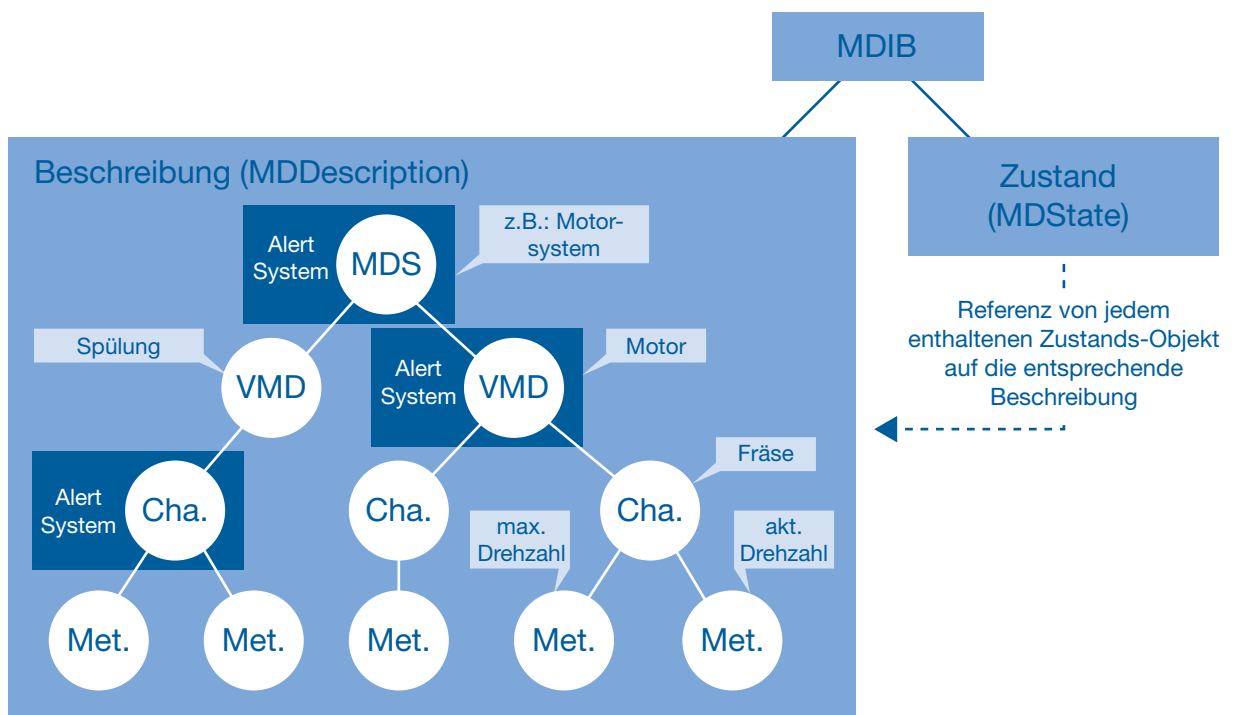 MDIB
Beschreibung (MDDescription)
Zustand
(MDState)
Alert
System
MDS
z.B.: Motor-
system
Referenz von jedem
enthaltenen Zustands-Objekt
auf die entsprechende
Beschreibung
Spülung
VMD
Alert
System
VMD
Motor
Alert
System
Cha.
Cha.
Cha.
Fräse
max.
Drehzahl
akt.
Drehzahl
Met.
Met.
Met.
Met.
Met.